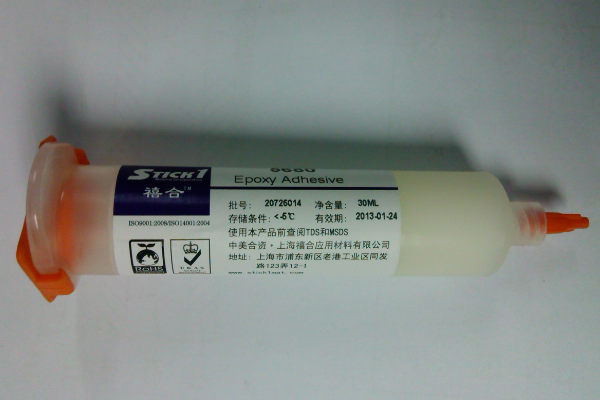 STICK1
禧合
TM
Epoxy Adhesive
ISO9001:2008/ISO14001:2004
批号: 20725014 净含量: 30ML
存储条件: <-5℃ 有效期: 2013-01-24
使用本产品前查阅TDS和MSDS
中美合资·上海禧合应用材料有限公司
地址: 上海市浦东新区老港工业区同发
路123弄12-1
RoHS
UKAS